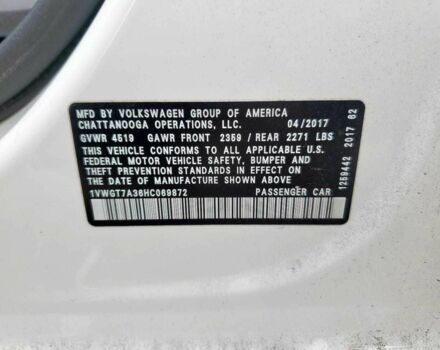 MFD BY VOLKSWAGEN GROUP OF AMERICA
CHATTANOOGA OPERATIONS, LLC. 04/2017
GVWR 4519 GAWR FRONT 2359 / REAR 2271 LBS
THIS VEHICLE CONFORMS TO ALL APPLICABLE U.S.
FEDERAL MOTOR VEHICLE SAFETY, BUMPER AND
THEFT PREVENTION STANDARDS IN EFFECT ON
THE DATE OF MANUFACTURE SHOWN ABOVE
1VWGT7A36HC069872 PASSENGER CAR
1259442 2017 62